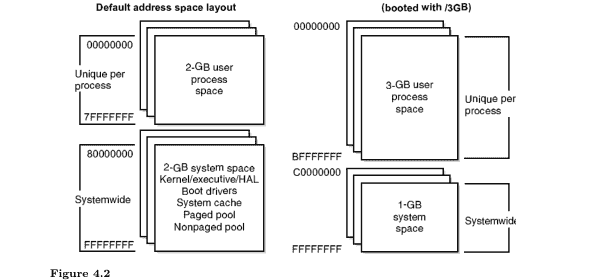 Default address space layout
00000000
2-GB user
process
space
Unique per
process
7FFFFFFF
80000000
2-GB system space
Kernel/executive/HAL
Boot drivers
System cache
Paged pool
Nonpaged pool
Systemwide
FFFFFFFF
(booted with /3GB)
00000000
3-GB user
process
space
Unique per
process
BFFFFFFF
C0000000
1-GB
system
space
Systemwide
FFFFFFFF
Figure 4.2